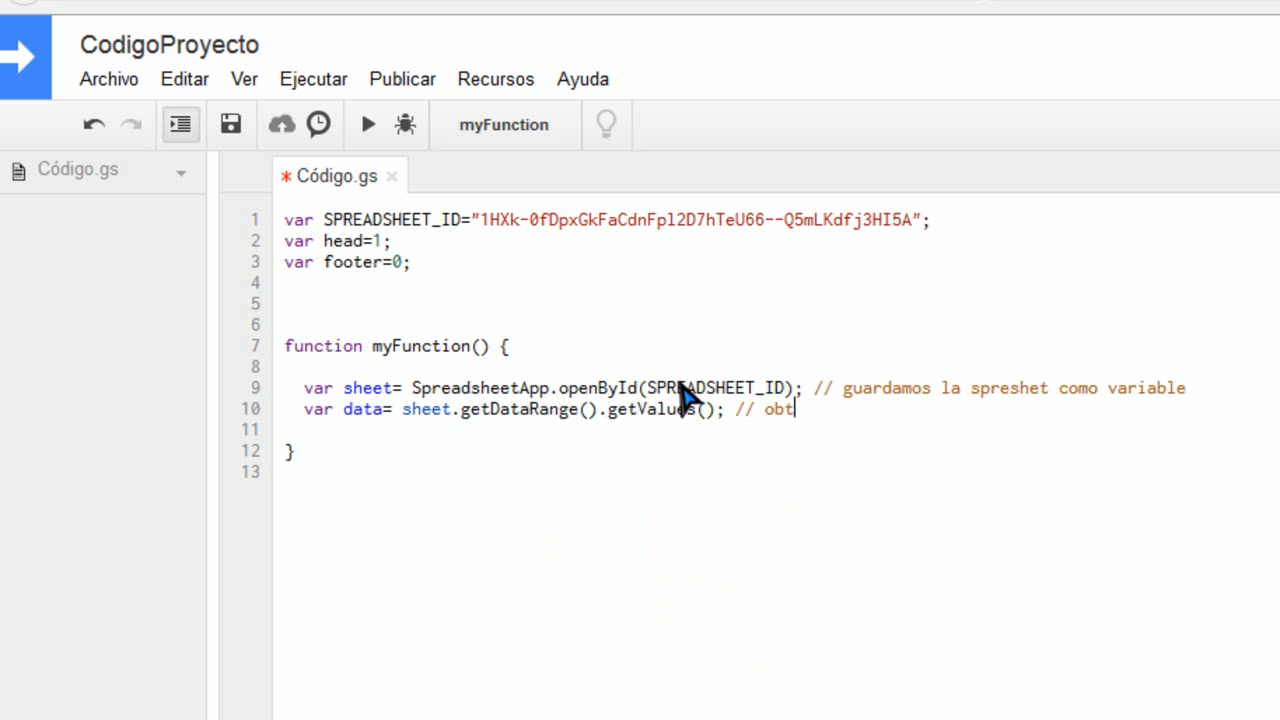 CodigoProyecto
Archivo Editar Ver Ejecutar Publicar Recursos Ayuda
myFunction
Código.gs
* Código.gs ×
1 var SPREADSHEET_ID="1HXk-0fDpxGkFaCdnFpl2D7hTeU66--Q5mLKdfj3HI5A";
2 var head=1;
3 var footer=0;
4
5
6
7 function myFunction() {
8
9 var sheet= SpreadsheetApp.openById(SPREADSHEET_ID); // guardamos la spreshet como variable
10 var data= sheet.getDataRange().getValues(); // obt
11
12 }
13